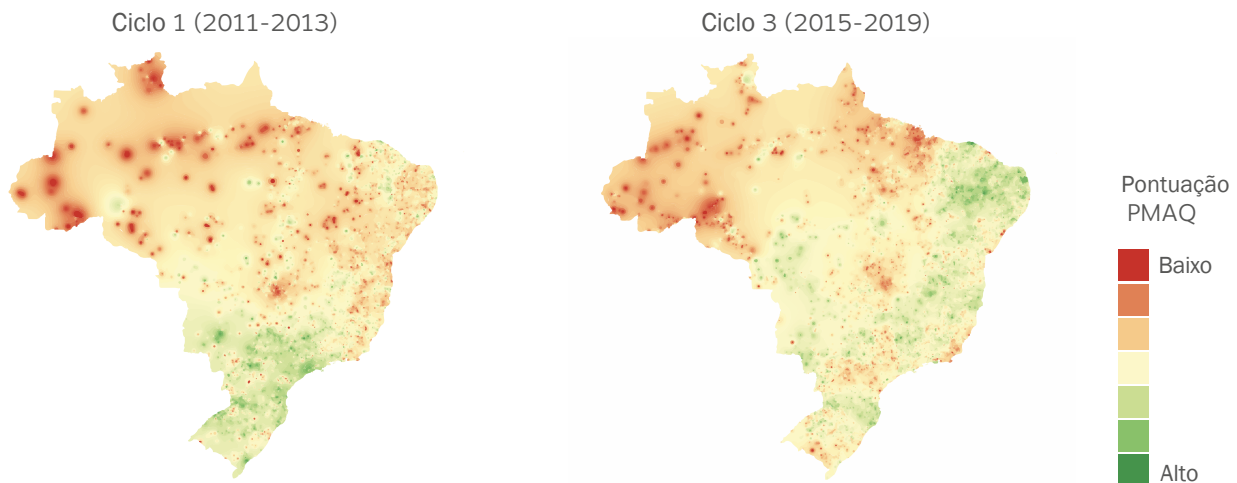 Ciclo 1 (2011-2013)
Ciclo 3 (2015-2019)
Pontuação
PMAQ
Baixo
Alto